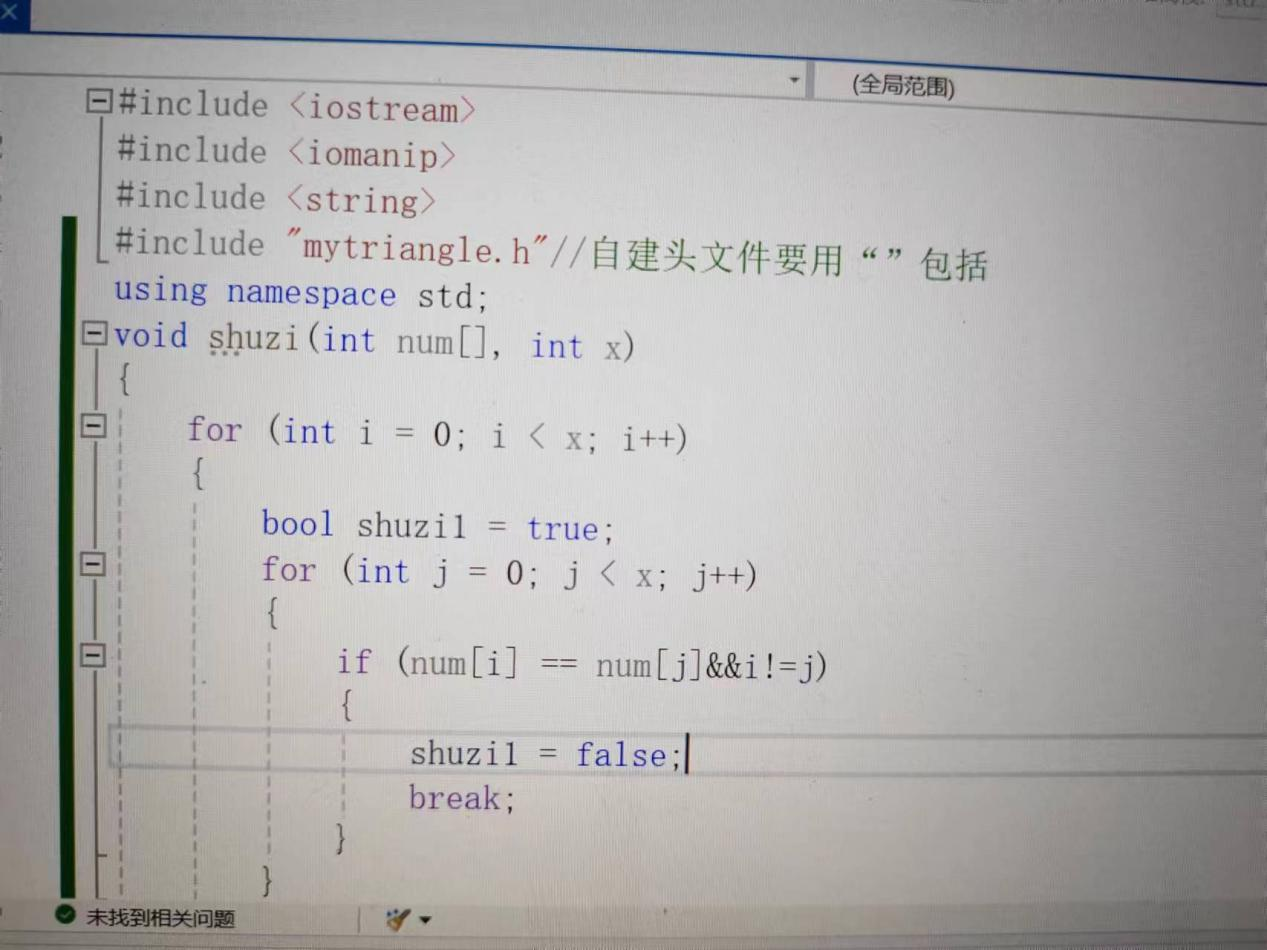 (全局范围)
#include <iostream>
#include <iomanip>
#include <string>
#include "mytriangle.h"//自建头文件要用“”包括
using namespace std;
void shuzi(int num[], int x)
{
for (int i = 0; i < x; i++)
{
bool shuzi1 = true;
for (int j = 0; j < x; j++)
{
if (num[i] == num[j]&&i!=j)
{
shuzi1 = false;
break;
}
}
未找到相关问题